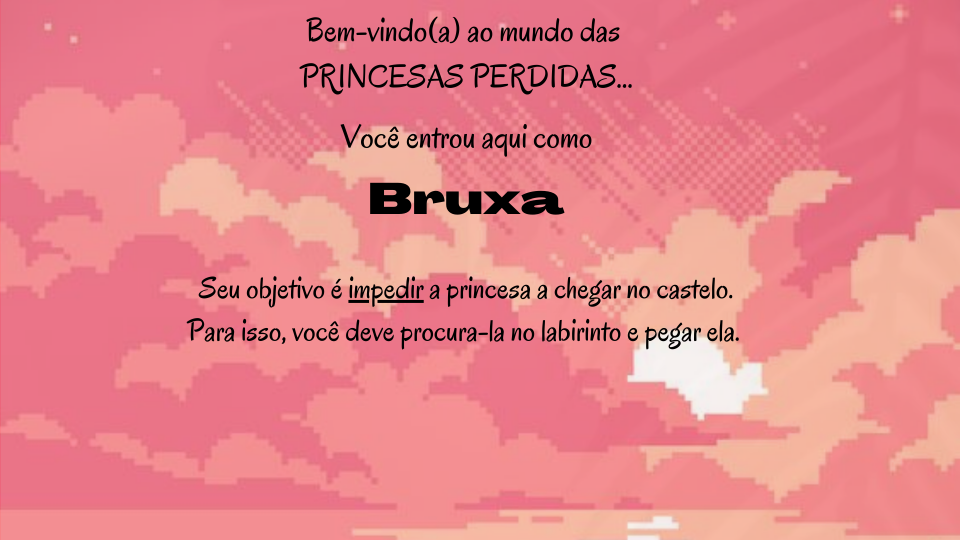 Bem-vindo(a) ao mundo das
PRINCESAS PERDIDAS...
Você entrou aqui como
Bruxa
Seu objetivo é impedir a princesa a chegar no castelo.
Para isso, você deve procura-la no labirinto e pegar ela.